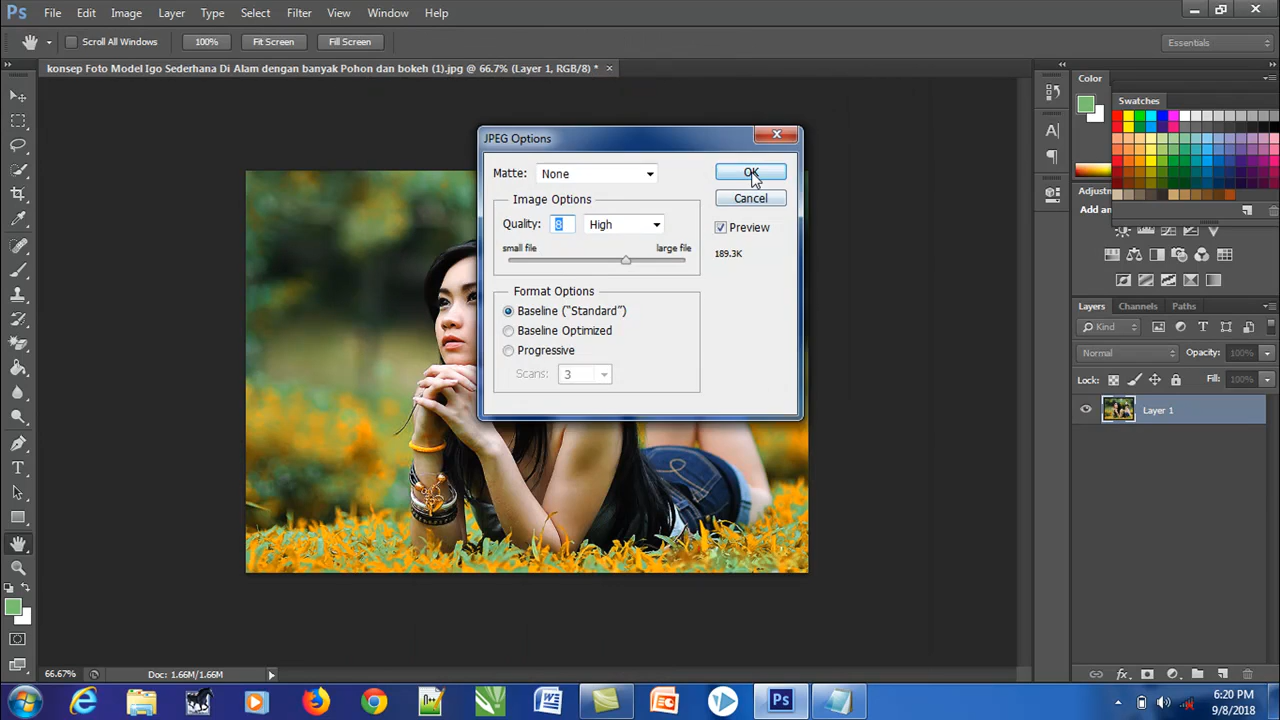 Ps File Edit Image Layer Type Select Filter View Window Help
Scroll All Windows 100% Fit Screen Fill Screen Essentials
konsep Foto Model Igo Sederhana Di Alam dengan banyak Pohon dan bokeh (1).jpg @ 66.7% (Layer 1, RGB/8) *
Color
Swatches
JPEG Options
Matte: None OK
Image Options Cancel
Quality: 8 High Preview
small file large file 189.3K
Format Options
Baseline ("Standard")
Baseline Optimized
Progressive
Scans: 3
Adjustm
Add an
Layers Channels Paths
Kind
Normal Opacity: 100%
Lock: Fill: 100%
Layer 1
66.67% Doc: 1.66M/1.66M
6:20 PM
9/8/2018